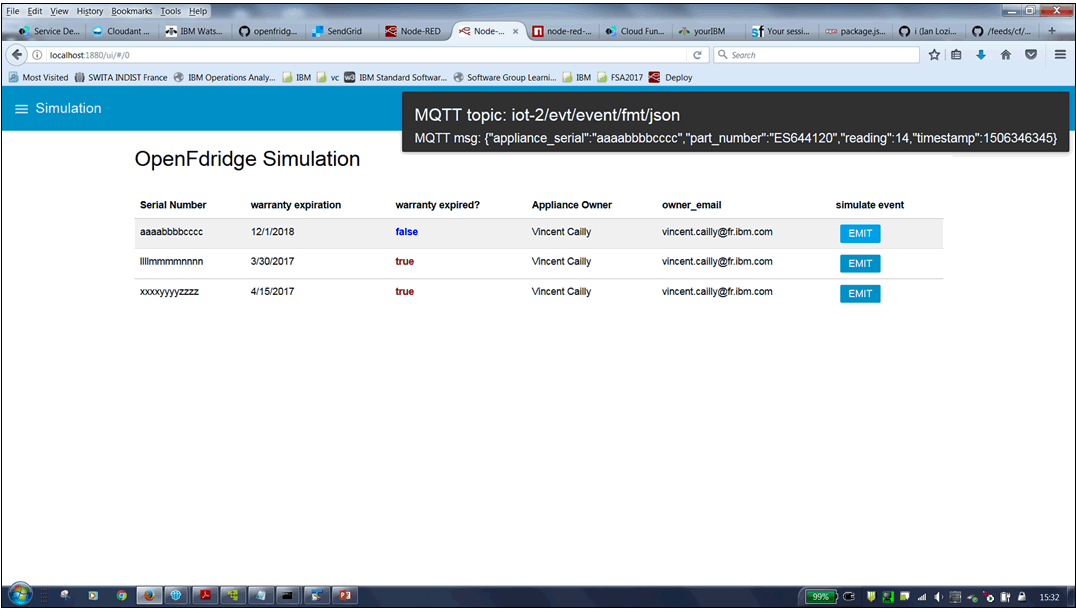 File Edit View History Bookmarks Tools Help
Service De... Cloudant ... IBM Wats... openfridg... SendGrid Node-RED Node-... × node-red-... Cloud Fun... yourIBM Your sessi... package.js... i (Ian Lozi... /feeds/cf/... +
localhost:1880/ui/#/0 Search
Most Visited SWITA INDIST France IBM Operations Analy... IBM vc IBM Standard Softwar... Software Group Learni... IBM FSA2017 Deploy
Simulation
MQTT topic: iot-2/evt/event/fmt/json
MQTT msg: {"appliance_serial":"aaaabbbbcccc","part_number":"ES644120","reading":14,"timestamp":1506346345}
OpenFdridge Simulation
Serial Number warranty expiration warranty expired? Appliance Owner owner_email simulate event
aaaabbbbcccc 12/1/2018 false Vincent Cailly vincent.cailly@fr.ibm.com EMIT
llllmmmmnnnn 3/30/2017 true Vincent Cailly vincent.cailly@fr.ibm.com EMIT
xxxxyyyyzzzz 4/15/2017 true Vincent Cailly vincent.cailly@fr.ibm.com EMIT
99% 15:32